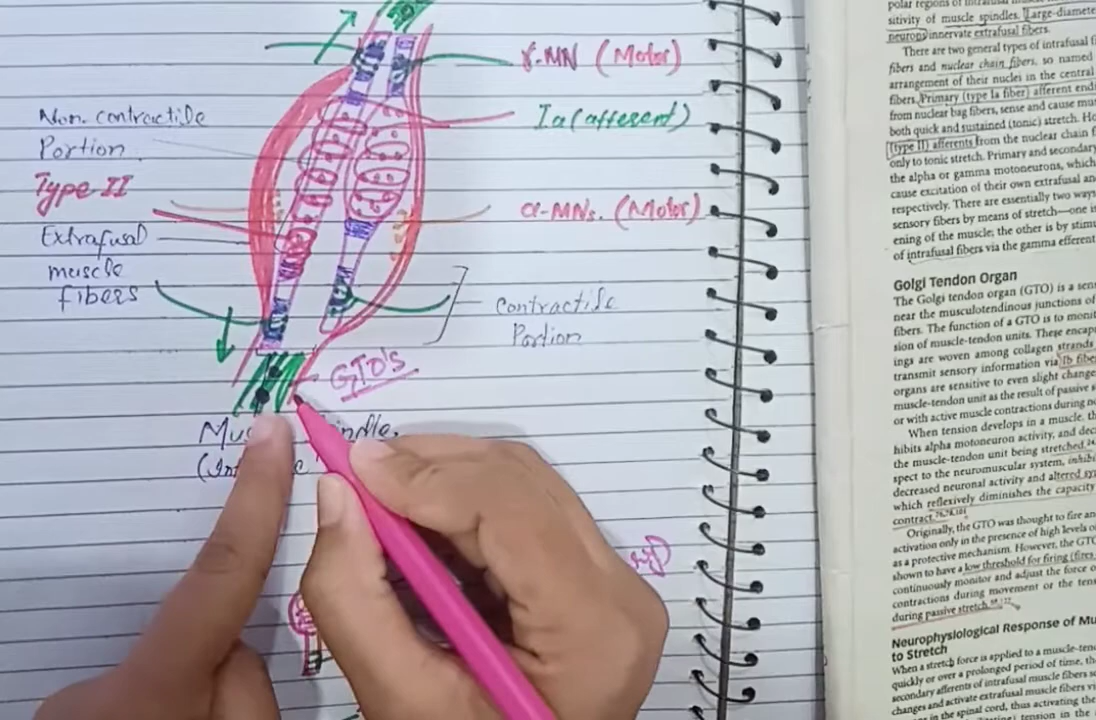 γ-MN (Motor)
Non contractile
Portion
Ia (afferent)
Type II
α-MNs. (Motor)
Extrafusal
muscle
fibers
Contractile
Portion
GTO's
polar regions of
sitivity of muscle spindles. Large-diamete
neurons innervate extrafusal fibers.
There are two general types of intrafusal f
fibers and nuclear chain fibers, so named
arrangement of their nuclei in the central
fibers. Primary (type Ia fiber) afferent endi
from nuclear bag fibers, sense and cause mu
both quick and sustained (tonic) stretch. Ho
(type II) afferents from the nuclear chain f
only to tonic stretch. Primary and secondary
the alpha or gamma motoneurons, which
cause excitation of their own extrafusal an
respectively. There are essentially two ways
sensory fibers by means of stretch—one i
ening of the muscle; the other is by stimu
of intrafusal fibers via the gamma efferent
Golgi Tendon Organ
The Golgi tendon organ (GTO) is a sen
near the musculotendinous junctions of
fibers. The function of a GTO is to monit
sion of muscle-tendon units. These encap
ings are woven among collagen strands
transmit sensory information via Ib fibe
organs are sensitive to even slight change
muscle-tendon unit as the result of passive s
or with active muscle contractions during no
When tension develops in a muscle, th
hibits alpha motoneuron activity, and dec
the muscle-tendon unit being stretched
spect to the neuromuscular system, inhibi
decreased neuronal activity and altered sy
which reflexively diminishes the capacity
contract.
Originally, the GTO was thought to fire an
activation only in the presence of high levels o
as a protective mechanism. However, the GTO
shown to have a low threshold for firing (fires
continuously monitor and adjust the force o
contractions during movement or the tens
during passive stretch.
Neurophysiological Response of Mu
to Stretch
When a stretch force is applied to a muscle-ten
quickly or over a prolonged period of time, th
secondary afferents of intrafusal muscle fibers s
changes and activate extrafusal muscle fibers vi
in the spinal cord, thus activating the